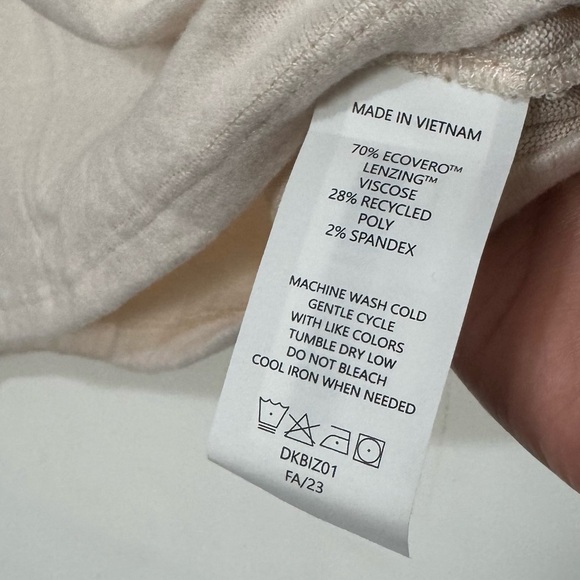 MADE IN VIETNAM
70% ECOVERO™
LENZING™
VISCOSE
28% RECYCLED
POLY
2% SPANDEX
MACHINE WASH COLD
GENTLE CYCLE
WITH LIKE COLORS
TUMBLE DRY LOW
DO NOT BLEACH
COOL IRON WHEN NEEDED
DKBIZ01
FA/23